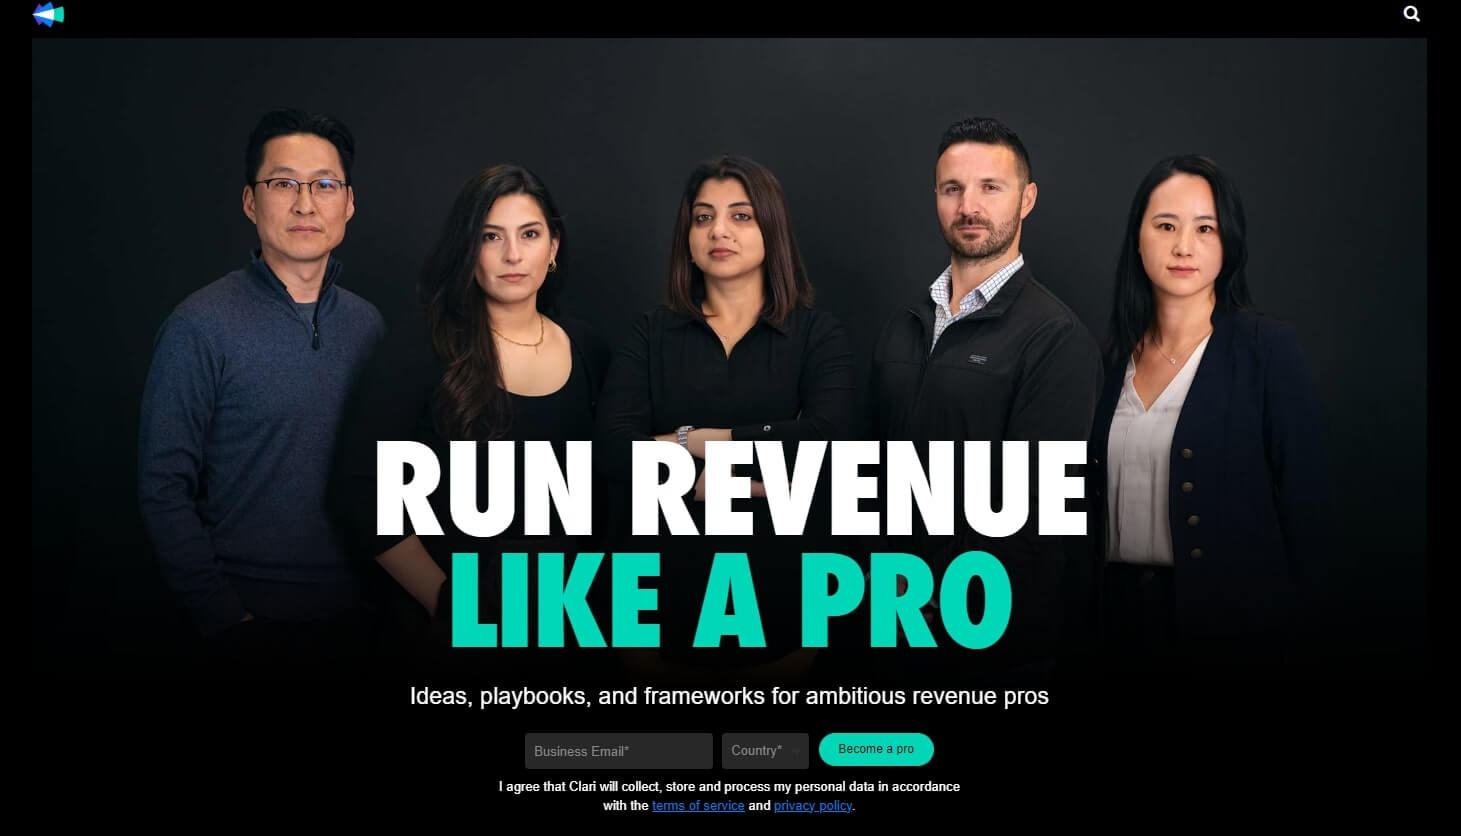 RUN REVENUE
LIKE A PRO
Ideas, playbooks, and frameworks for ambitious revenue pros
Business Email*
Country*
Become a pro
I agree that Clari will collect, store and process my personal data in accordance
with the terms of service and privacy policy.